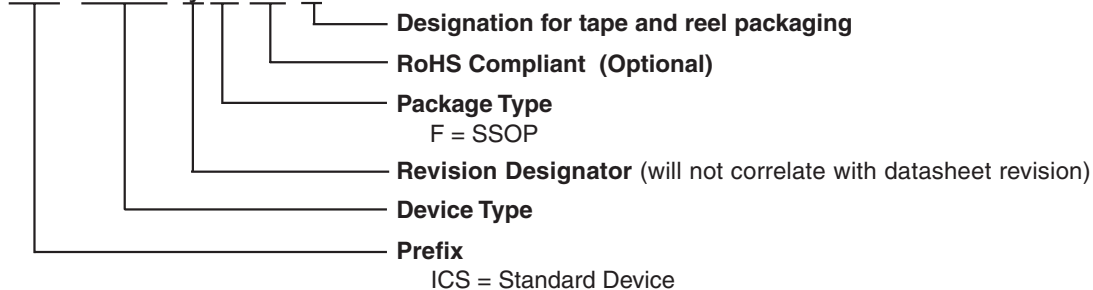 Designation for tape and reel packaging
RoHS Compliant (Optional)
Package Type
F = SSOP
Revision Designator (will not correlate with datasheet revision)
Device Type
Prefix
ICS = Standard Device